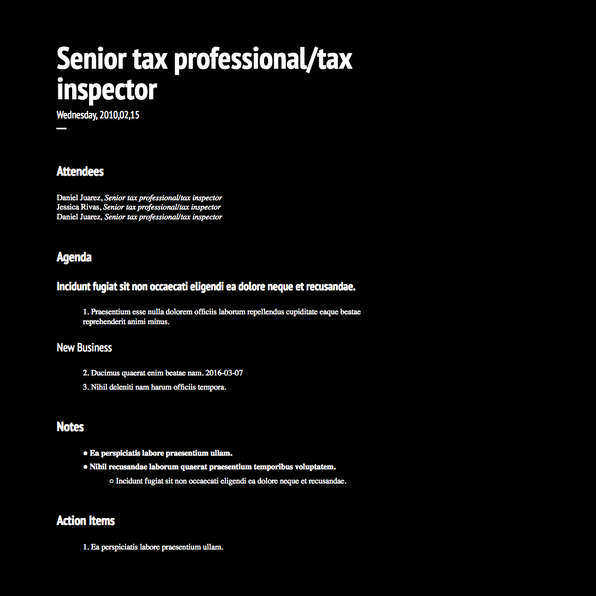 Senior tax professional/tax
inspector
Wednesday, 2010,02,15
Attendees
Daniel Juarez, Senior tax professional/tax inspector
Jessica Rivas, Senior tax professional/tax inspector
Daniel Juarez, Senior tax professional/tax inspector
Agenda
Incidunt fugiat sit non occaecati eligendi ea dolore neque et recusandae.
1. Praesentium esse nulla dolorem officiis laborum repellendus cupiditate eaque beatae
reprehenderit animi minus.
New Business
2. Ducimus quaerat enim beatae nam. 2016-03-07
3. Nihil deleniti nam harum officiis tempora.
Notes
● Ea perspiciatis labore praesentium ullam.
● Nihil recusandae laborum quaerat praesentium temporibus voluptatem.
○ Incidunt fugiat sit non occaecati eligendi ea dolore neque et recusandae.
Action Items
1. Ea perspiciatis labore praesentium ullam.